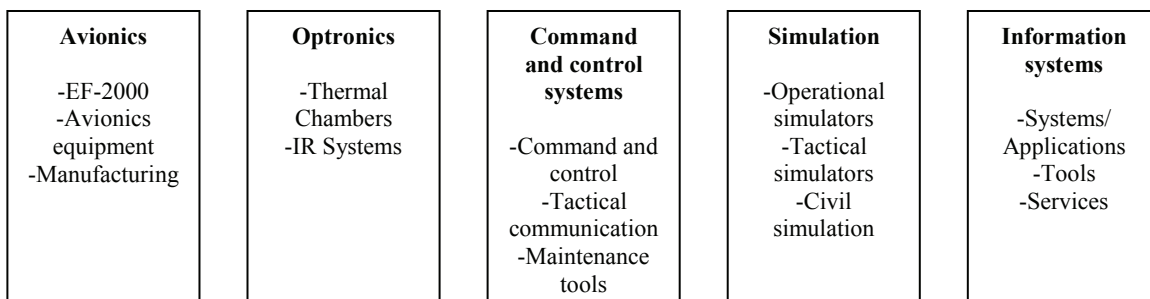 Avionics
-EF-2000
-Avionics
equipment
-Manufacturing
Optronics
-Thermal
Chambers
-IR Systems
Command
and control
systems
-Command and
control
-Tactical
communication
-Maintenance
tools
Simulation
-Operational
simulators
-Tactical
simulators
-Civil
simulation
Information
systems
-Systems/
Applications
-Tools
-Services